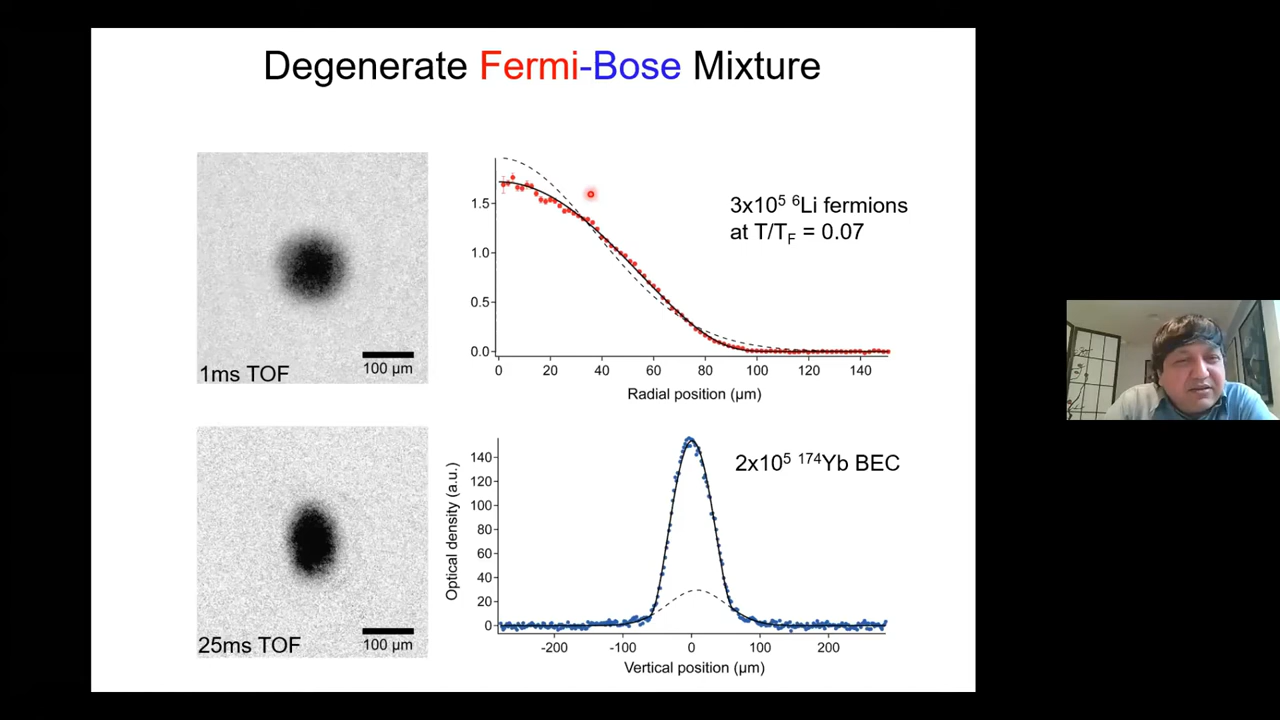 Degenerate Fermi-Bose Mixture
1ms TOF
100 µm
1.5
1.0
0.5
0.0
0 20 40 60 80 100 120 140
Radial position (µm)
3x10⁵ ⁶Li fermions
at T/T_F = 0.07
25ms TOF
100 µm
Optical density (a.u.)
140
120
100
80
60
40
20
0
-200 -100 0 100 200
Vertical position (µm)
2x10⁵ ¹⁷⁴Yb BEC